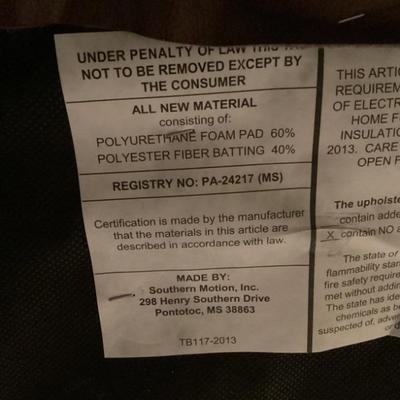 UNDER PENALTY OF LAW THIS TAG
NOT TO BE REMOVED EXCEPT BY
THE CONSUMER
ALL NEW MATERIAL
consisting of:
POLYURETHANE FOAM PAD 60%
POLYESTER FIBER BATTING 40%
REGISTRY NO: PA-24217 (MS)
Certification is made by the manufacturer
that the materials in this article are
described in accordance with law.
MADE BY:
Southern Motion, Inc.
298 Henry Southern Drive
Pontotoc, MS 38863
TB117-2013
THIS ARTIC
REQUIREM
OF ELECTR
HOME F
INSULATIO
2013. CARE
OPEN F
The upholste
contain adde
X contain NO a
The state of
flammability stan
fire safety require
met without addin
The state has ide
chemicals as be
suspected of, adver
or d